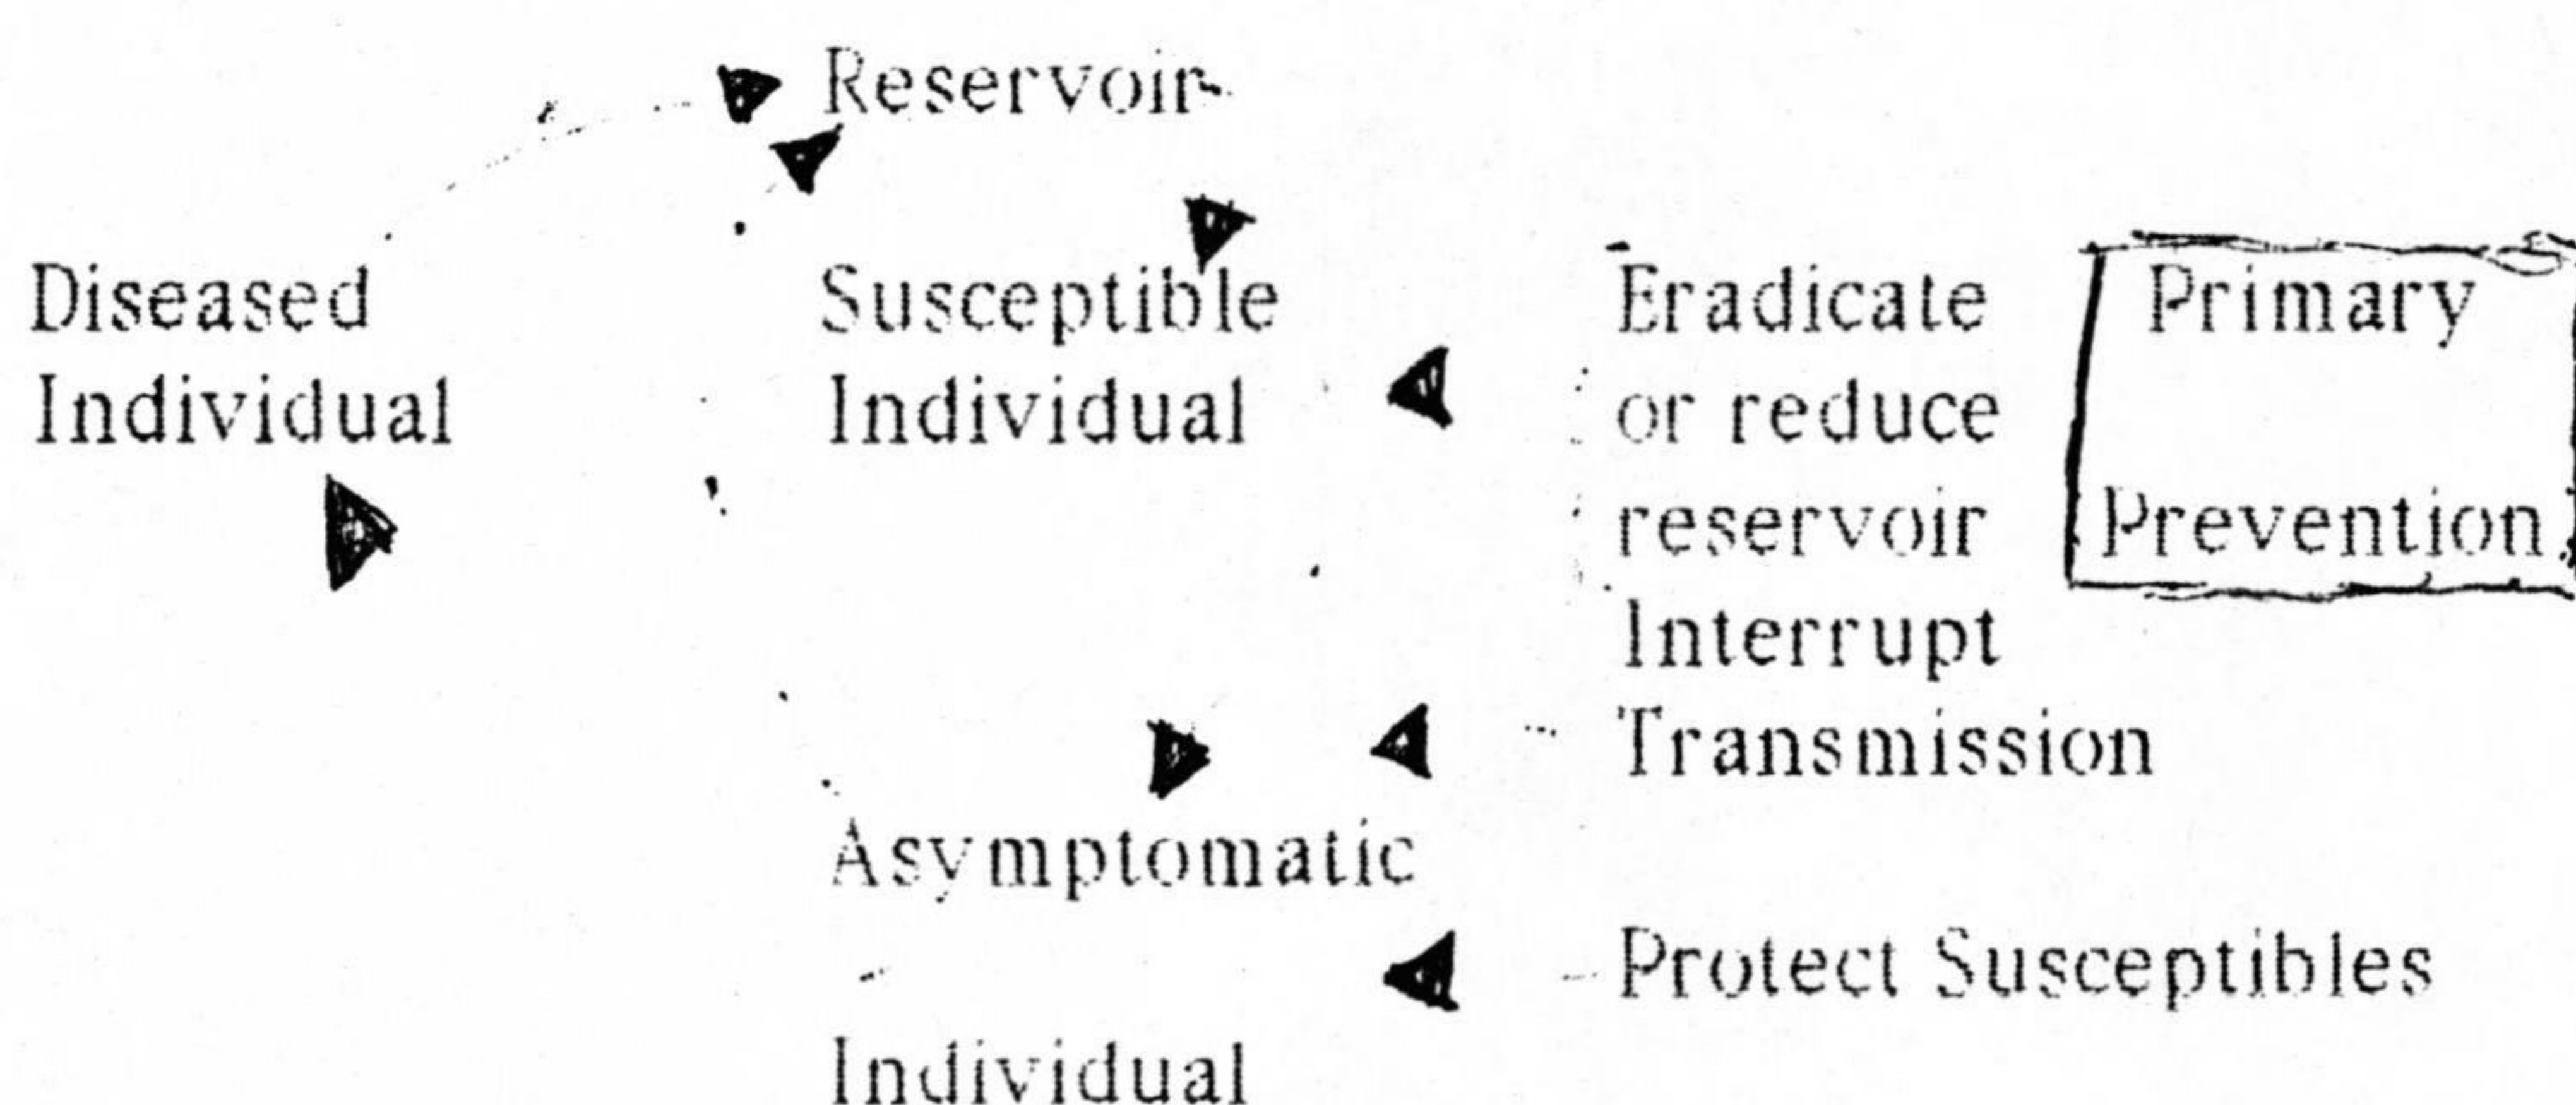 Reservoir
Diseased
Individual
Susceptible
Individual
Eradicate
or reduce
reservoir
Interrupt
Transmission
Primary
Prevention
Asymptomatic
Individual
Protect Susceptibles